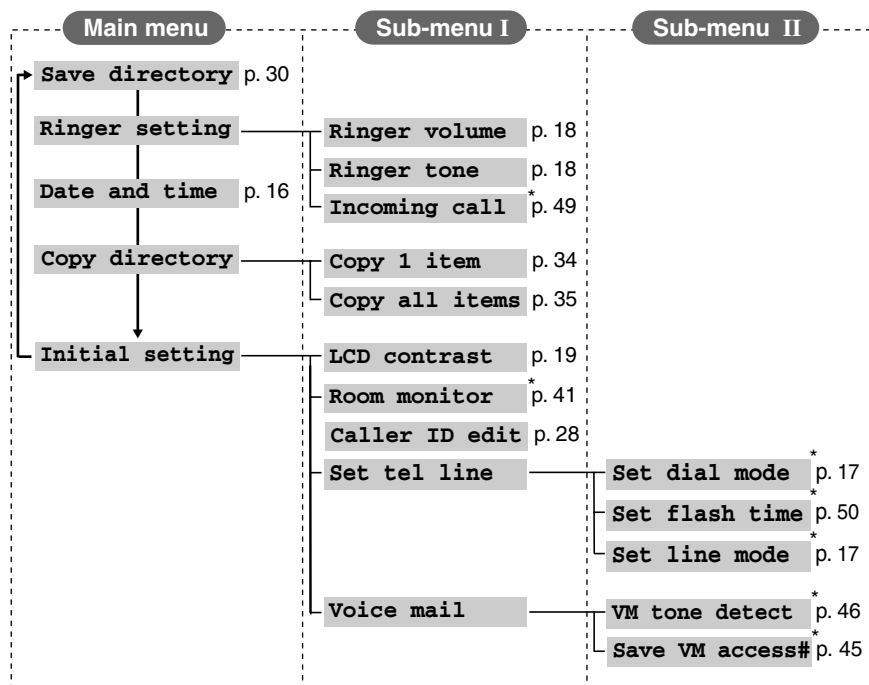 Main menu Sub-menu I Sub-menu II
Save directory p. 30
Ringer setting Ringer volume p. 18
Ringer tone p. 18
Date and time p. 16 Incoming call *p. 49
Copy directory Copy 1 item p. 34
Copy all items p. 35
Initial setting LCD contrast p. 19
Room monitor *p. 41
Caller ID edit p. 28
Set tel line Set dial mode *p. 17
Set flash time *p. 50
Set line mode *p. 17
Voice mail VM tone detect *p. 46
Save VM access# *p. 45